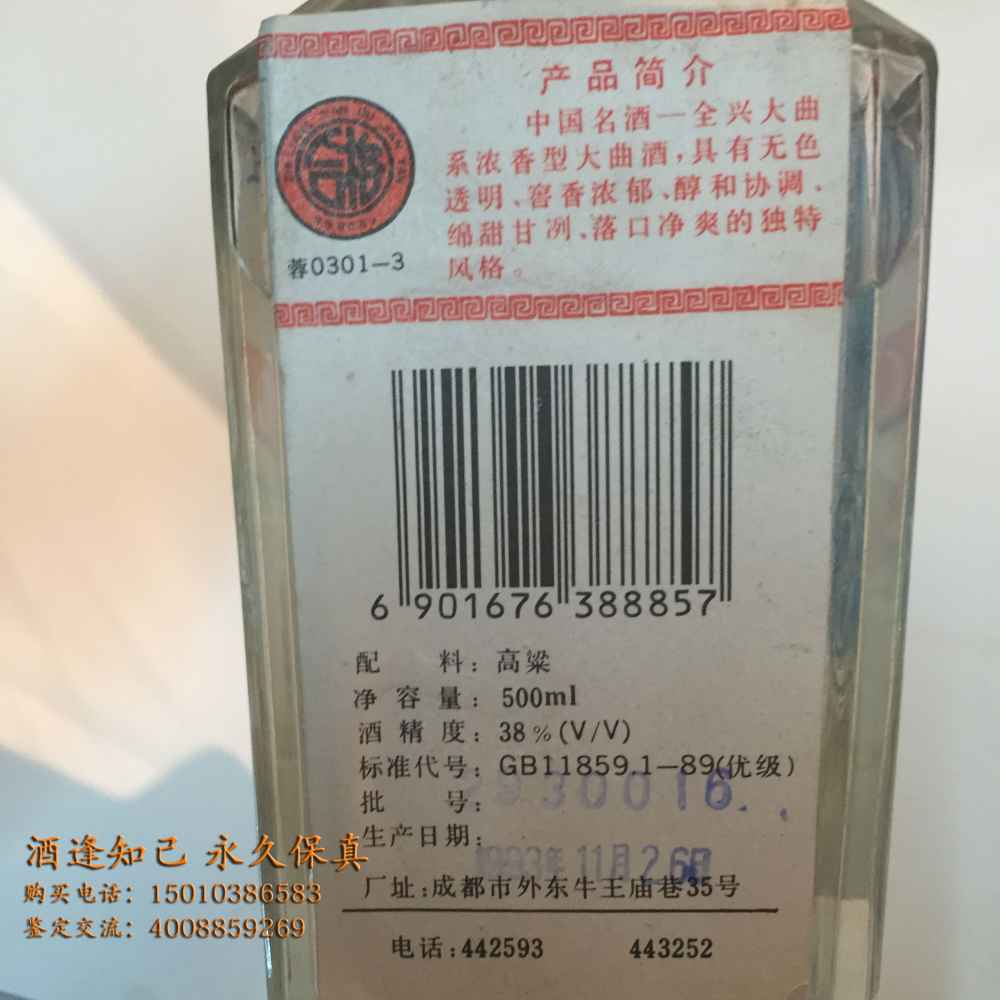 产品简介
中国名酒—全兴大曲
系浓香型大曲酒，具有无色
透明、窖香浓郁、醇和协调、
绵甜甘冽、落口净爽的独特
风格。
蓉0301—3
6 901676 388857
配料：高粱
净容量：500ml
酒精度：38%(V/V)
标准代号：GB11859.1—89(优级)
批号：930016
生产日期：1993年11月26日
厂址：成都市外东牛王庙巷35号
电话：442593 443252
酒逢知己 永久保真
购买电话：15010386583
鉴定交流：4008859269